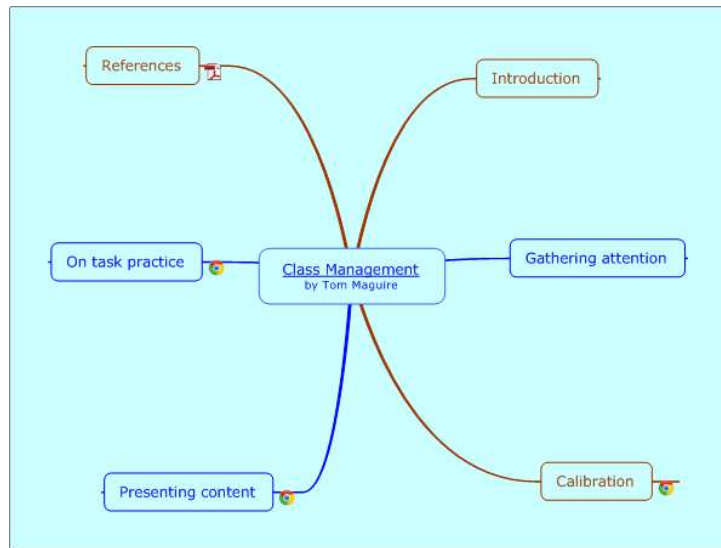 References
Introduction
On task practice
Class Management
by Tom Maguire
Gathering attention
Presenting content
Calibration